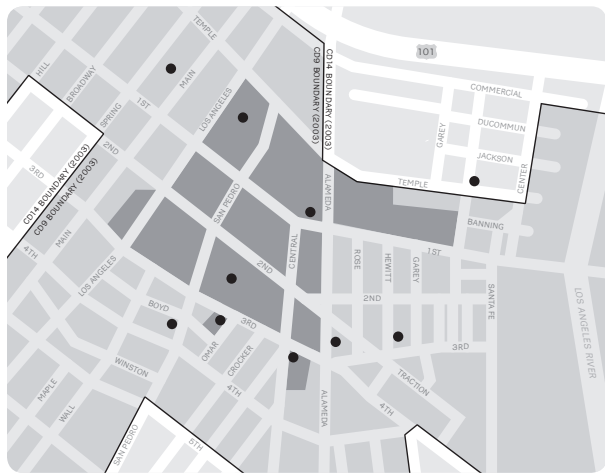 TEMPLE
101
HILL
BROADWAY
MAIN
SPRING
1ST
LOS ANGELES
CD9 BOUNDARY (2003)
CD14 BOUNDARY (2003)
COMMERCIAL
GAREY
DUCOMMUN
JACKSON
CENTER
TEMPLE
2ND
3RD
CD14 BOUNDARY (2003)
CD9 BOUNDARY (2003)
ALAMEDA
SAN PEDRO
BANNING
1ST
4TH
MAIN
LOS ANGELES
CENTRAL
2ND
ROSE
HEWITT
GAREY
2ND
SANTA FE
LOS ANGELES RIVER
BOYD
3RD
OMAR
CROCKER
WINSTON
4TH
3RD
TRACTION
4TH
ALAMEDA
MAPLE
WALL
SAN PEDRO
5TH